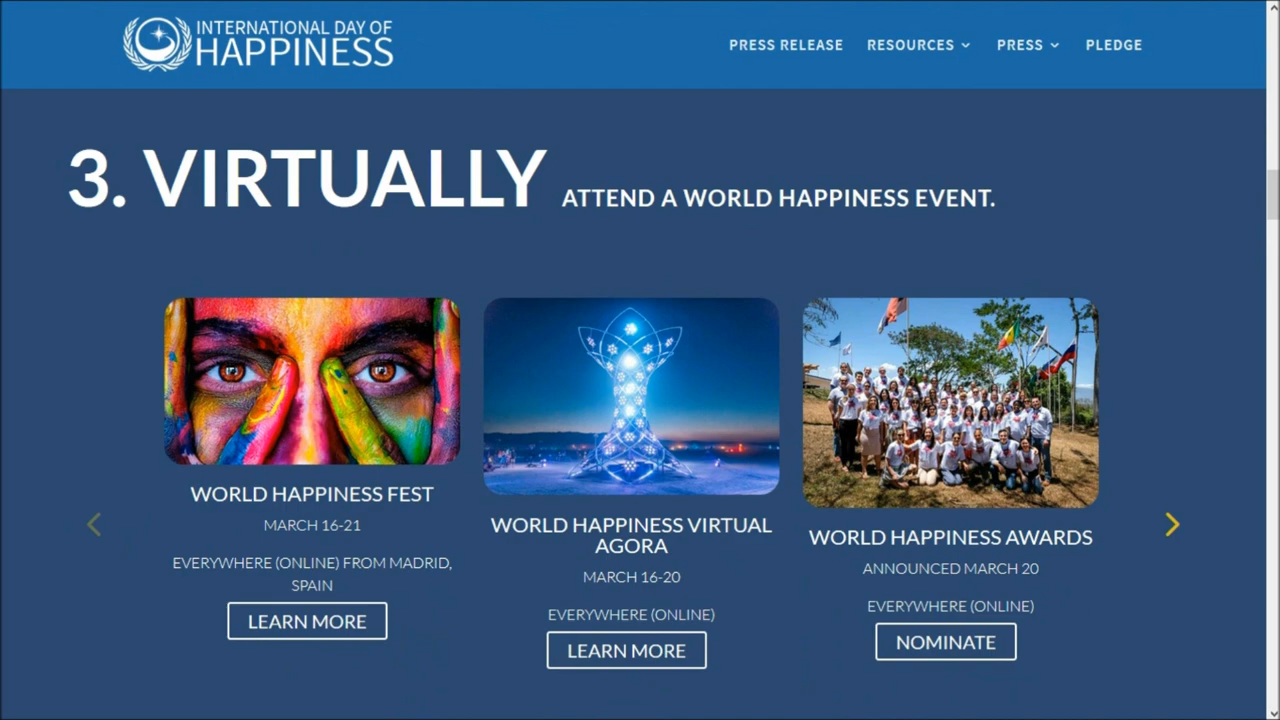 INTERNATIONAL DAY OF
HAPPINESS
PRESS RELEASE
RESOURCES
PRESS
PLEDGE
3. VIRTUALLY ATTEND A WORLD HAPPINESS EVENT.
WORLD HAPPINESS FEST
MARCH 16-21
EVERYWHERE (ONLINE) FROM MADRID,
SPAIN
LEARN MORE
WORLD HAPPINESS VIRTUAL
AGORA
MARCH 16-20
EVERYWHERE (ONLINE)
LEARN MORE
WORLD HAPPINESS AWARDS
ANNOUNCED MARCH 20
EVERYWHERE (ONLINE)
NOMINATE